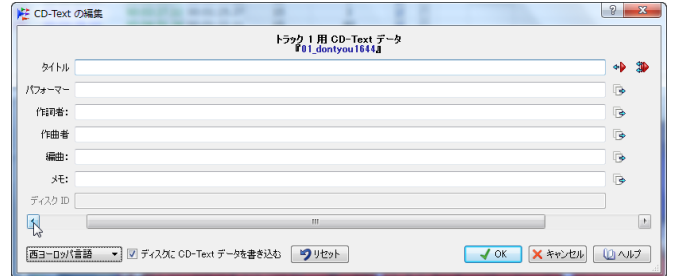 CD-Text の編集
トラック 1 用 CD-Text データ
『01_dontyou1644』
タイトル
パフォーマー
作詞者:
作曲者
編曲:
メモ:
ディスク ID
西ヨーロッパ言語 ディスクに CD-Text データを書き込む リセット OK キャンセル ヘルプ